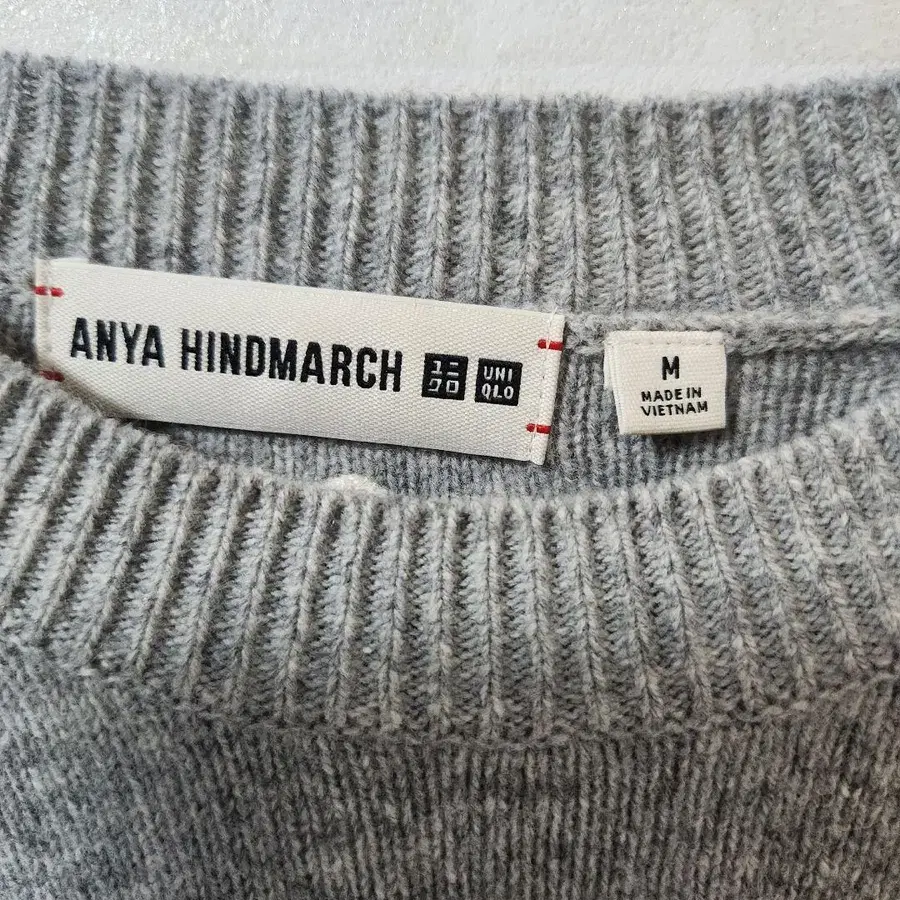 ANYA HINDMARCH
ユニ
クロ
UNI
QLO
M
MADE IN
VIETNAM